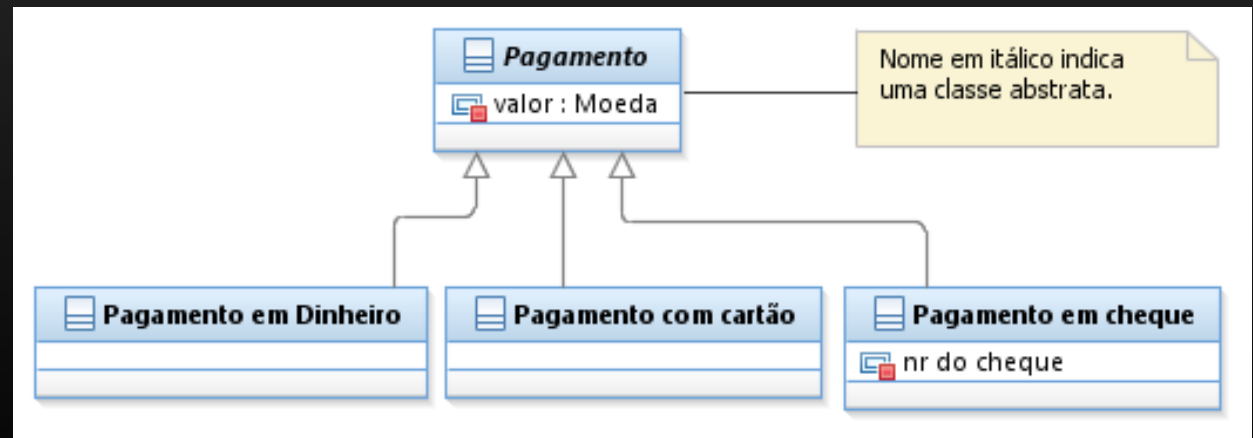 Pagamento
valor : Moeda
Nome em itálico indica
uma classe abstrata.
Pagamento em Dinheiro
Pagamento com cartão
Pagamento em cheque
nr do cheque